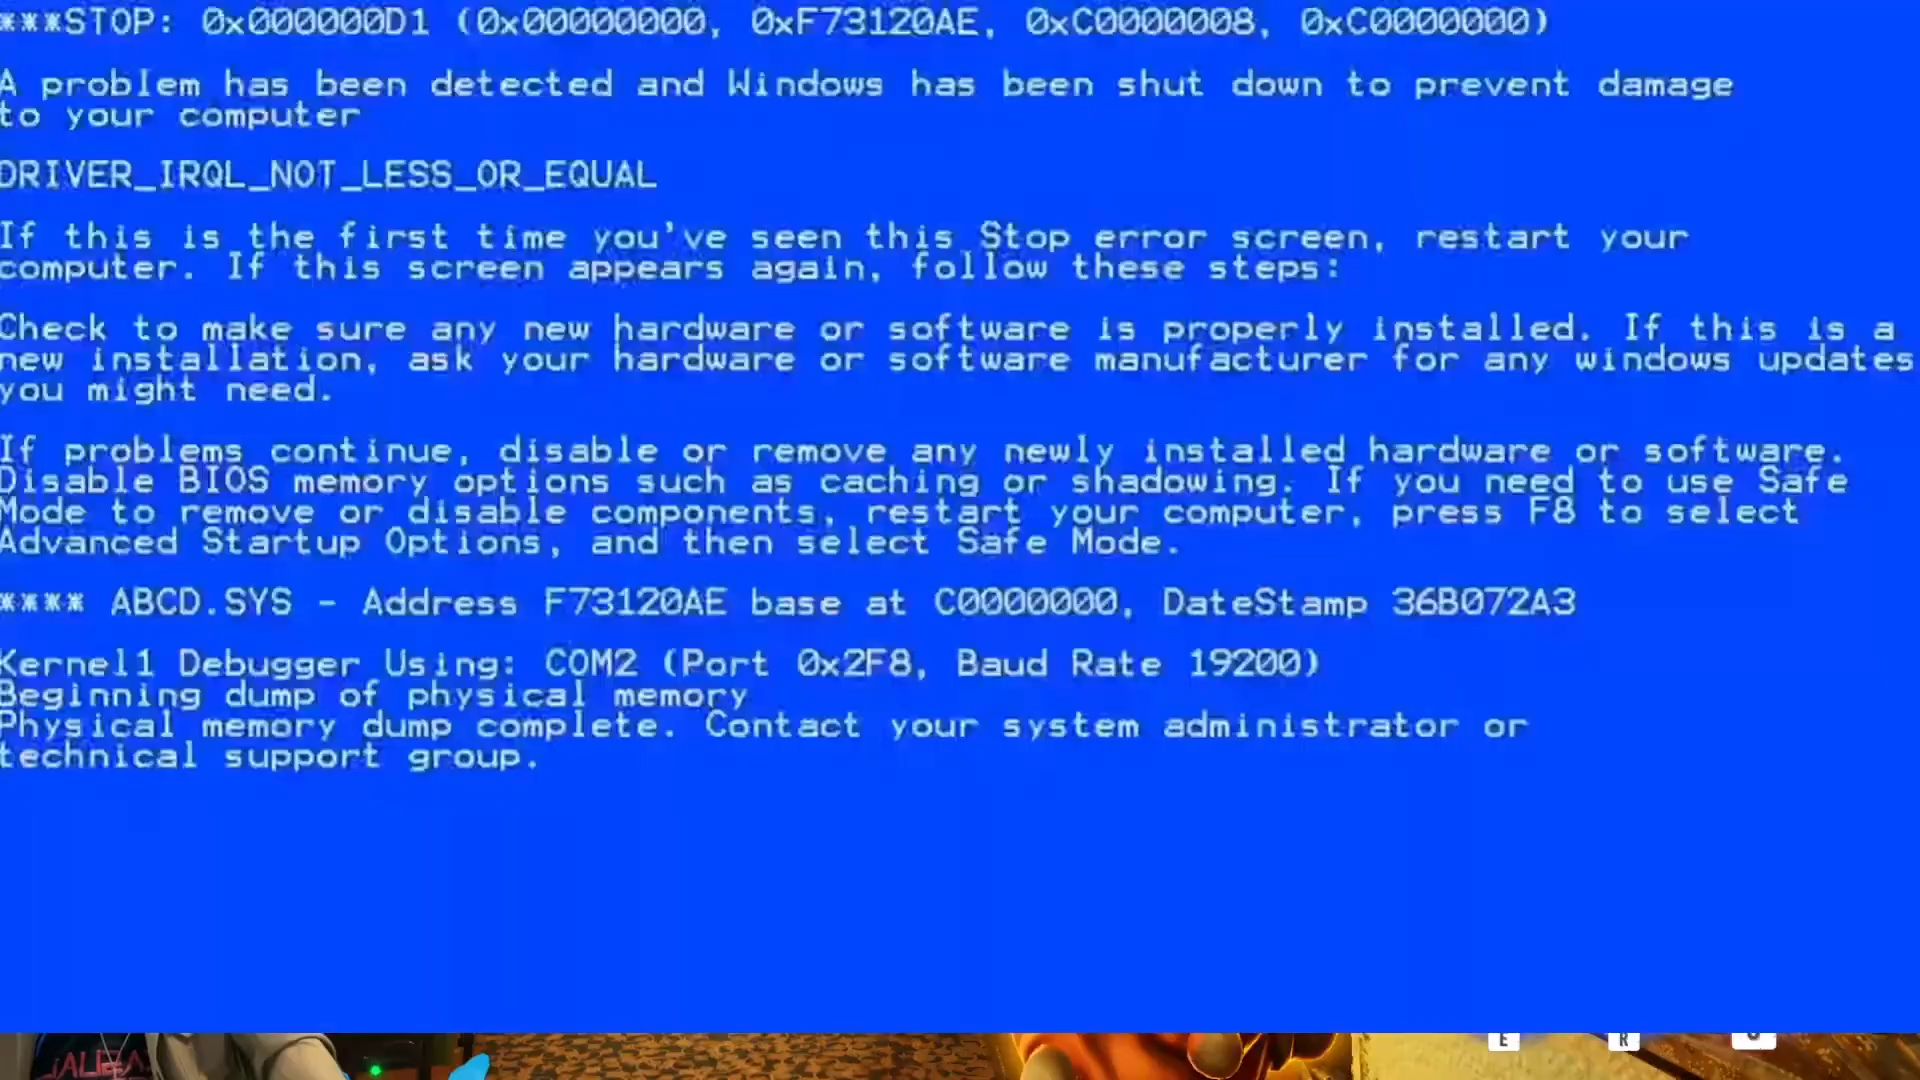 ***STOP: 0x000000D1 (0x00000000, 0xF73120AE, 0xC0000008, 0xC0000000)
A problem has been detected and Windows has been shut down to prevent damage
to your computer
DRIVER_IRQL_NOT_LESS_OR_EQUAL
If this is the first time you've seen this Stop error screen, restart your
computer. If this screen appears again, follow these steps:
Check to make sure any new hardware or software is properly installed. If this is a
new installation, ask your hardware or software manufacturer for any windows updates
you might need.
If problems continue, disable or remove any newly installed hardware or software.
Disable BIOS memory options such as caching or shadowing. If you need to use Safe
Mode to remove or disable components, restart your computer, press F8 to select
Advanced Startup Options, and then select Safe Mode.
**** ABCD.SYS - Address F73120AE base at C0000000, DateStamp 36B072A3
Kernel1 Debugger Using: COM2 (Port 0x2F8, Baud Rate 19200)
Beginning dump of physical memory
Physical memory dump complete. Contact your system administrator or
technical support group.
E R